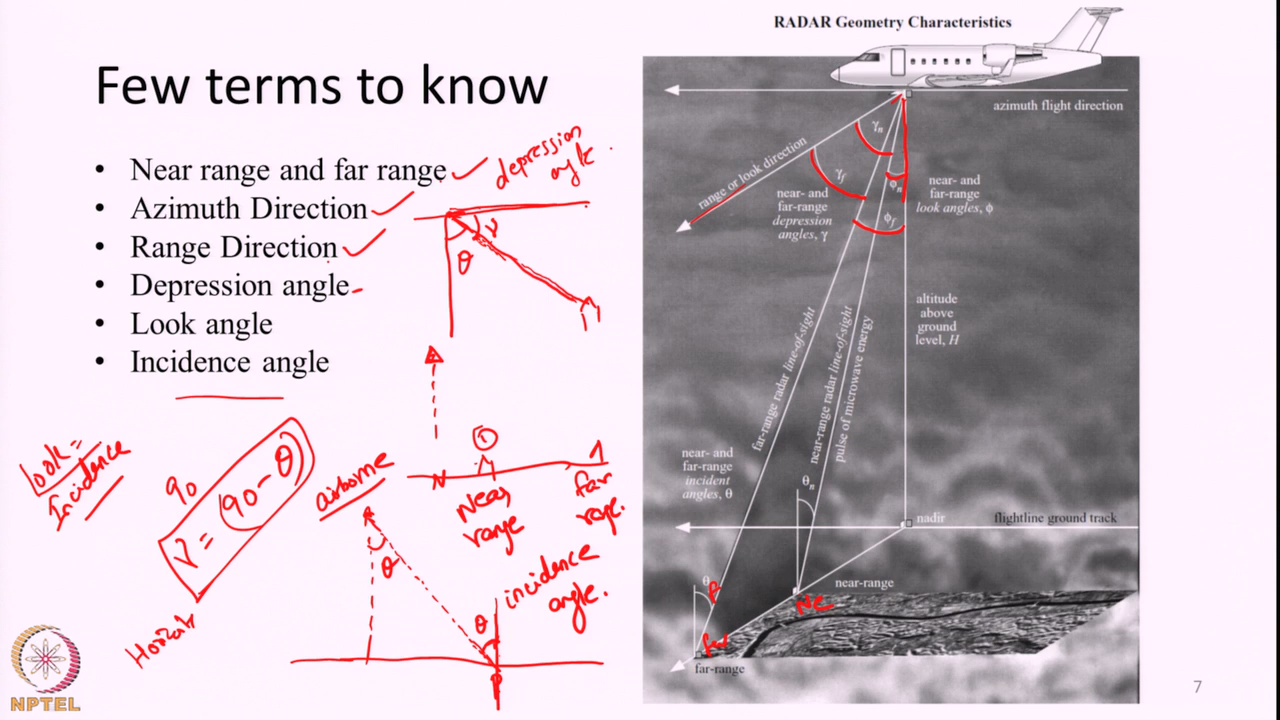 RADAR Geometry Characteristics
Few terms to know
• Near range and far range
• Azimuth Direction
• Range Direction
• Depression angle
• Look angle
• Incidence angle
depression
angle.
γ
θ
look =
Incidence
90
γ = (90 - θ)
airborne
N
Near
range
far
range.
θ
θ
incidence
angle.
P
azimuth flight direction
range or look direction
γn
γf
near- and
far-range
depression
angles, γ
ϕn
ϕf
near- and
far-range
look angles, ϕ
altitude
above
ground
level, H
far-range radar line-of-sight
near-range radar line-of-sight
pulse of microwave energy
near- and
far-range
incident
angles, θ
θn
nadir
flightline ground track
θ
near-range
far-range
NPTEL
7